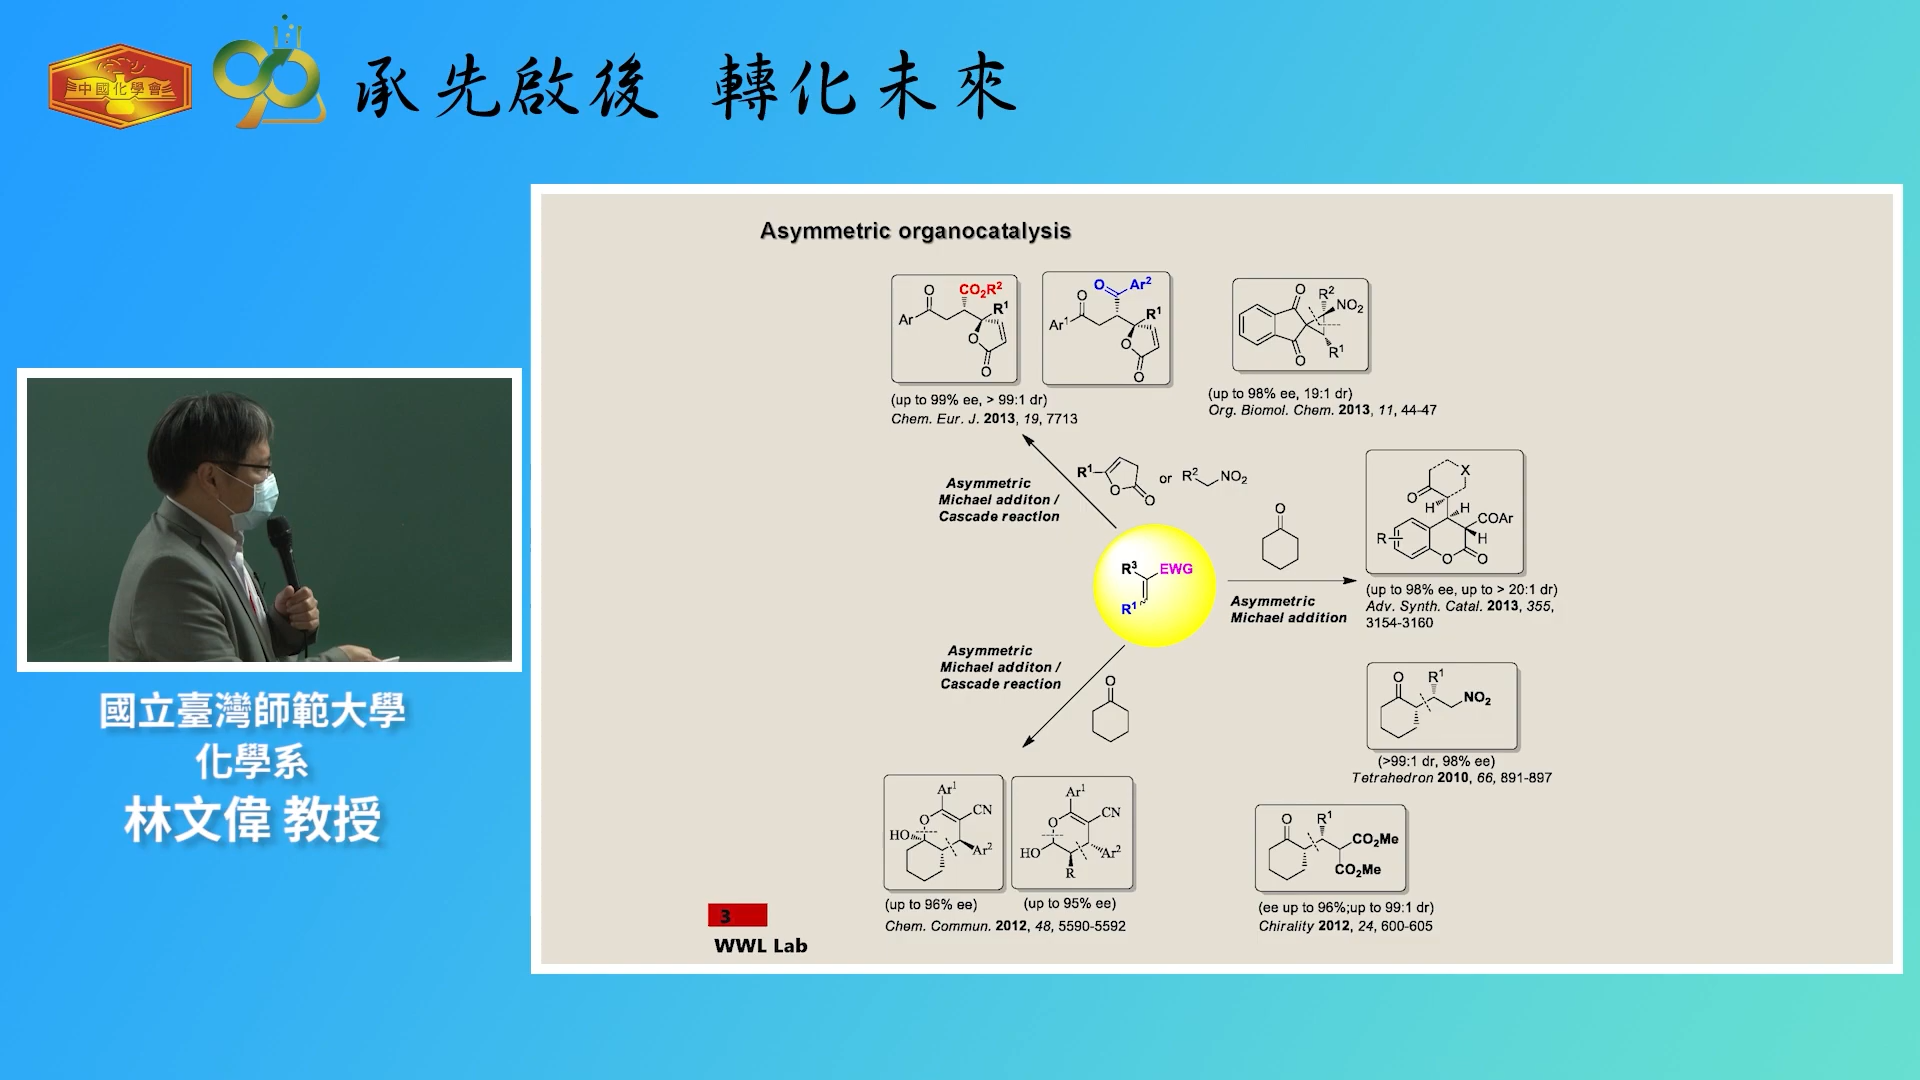 中國化學會
90
承先啟後 轉化未來
國立臺灣師範大學
化學系
林文偉 教授
Asymmetric organocatalysis
O
CO₂R²
Ar
R¹
O
O
O
Ar²
O
Ar¹
R¹
O
O
O
R²
NO₂
O
R¹
(up to 99% ee, > 99:1 dr)
Chem. Eur. J. 2013, 19, 7713
(up to 98% ee, 19:1 dr)
Org. Biomol. Chem. 2013, 11, 44-47
Asymmetric
Michael additon /
Cascade reaction
R¹
O
O
or
R²
NO₂
X
O
H
H
COAr
R
H
O
O
O
R³
EWG
R¹
Asymmetric
Michael addition
(up to 98% ee, up to > 20:1 dr)
Adv. Synth. Catal. 2013, 355,
3154-3160
Asymmetric
Michael additon /
Cascade reaction
O
O
R¹
NO₂
(>99:1 dr, 98% ee)
Tetrahedron 2010, 66, 891-897
Ar¹
CN
O
HO
Ar²
Ar¹
CN
O
HO
Ar²
R
(up to 96% ee)
(up to 95% ee)
Chem. Commun. 2012, 48, 5590-5592
O
R¹
CO₂Me
CO₂Me
(ee up to 96%;up to 99:1 dr)
Chirality 2012, 24, 600-605
3
WWL Lab